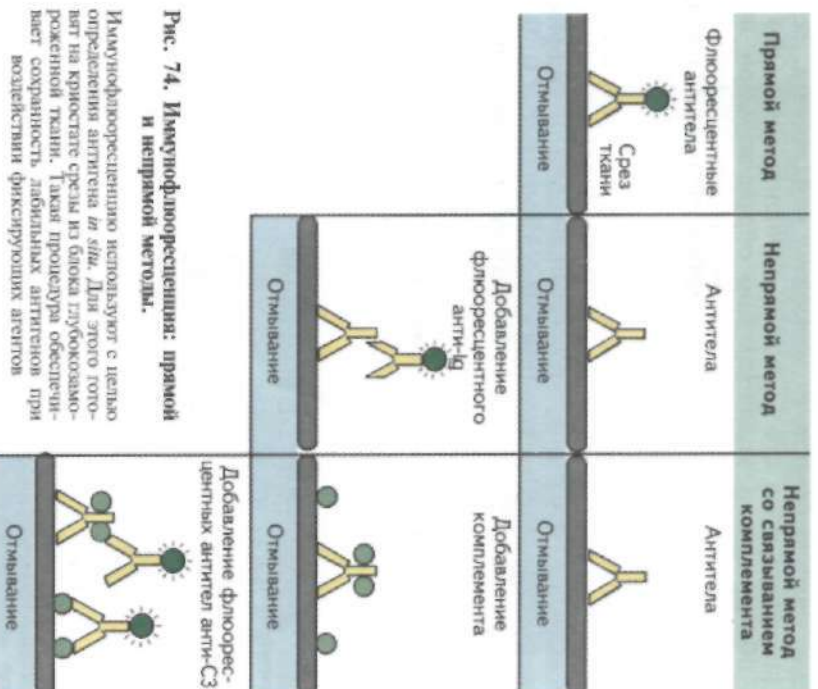 Прямой метод
Непрямой метод
Непрямой метод
со связыванием
комплемента
Флюоресцентные
антитела
Срез
ткани
Отмывание
Антитела
Отмывание
Антитела
Отмывание
Добавление
флюоресцентного
анти-Ig
Отмывание
Добавление
комплемента
Отмывание
Добавление флюорес-
центных антител анти-С3
Отмывание
Рис. 74. Иммунофлюоресценция: прямой
и непрямой методы.
Иммунофлюоресценцию используют с целью
определения антигена in situ. Для этого гото-
вят на криостате срезы из блока глубокозамо-
роженной ткани. Такая процедура обеспечи-
вает сохранность лабильных антигенов при
воздействии фиксирующих агентов